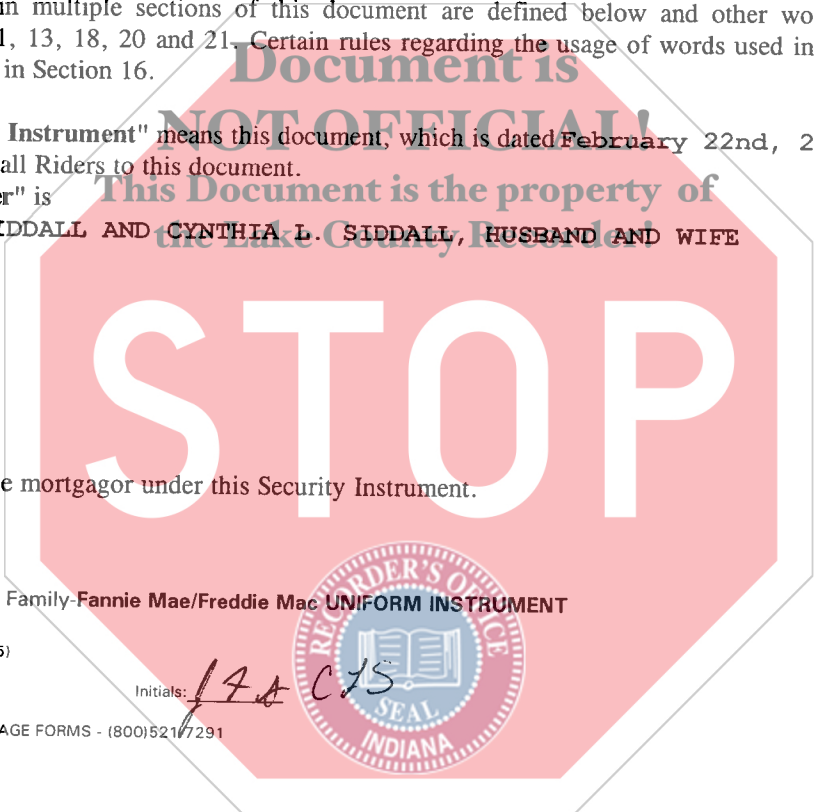 in multiple sections of this document are defined below and other wo
1, 13, 18, 20 and 21. Certain rules regarding the usage of words used in
in Section 16.
Document is
NOT OFFICIAL!
Instrument" means this document, which is dated February 22nd, 2
all Riders to this document.
This Document is the property of
er" is
the Lake County Recorder!
IDDALL AND CYNTHIA L. SIDDALL, HUSBAND AND WIFE
STOP
e mortgagor under this Security Instrument.
RECORDER'S OFFICE
Family-Fannie Mae/Freddie Mac UNIFORM INSTRUMENT
5)
Initials: CLS
SEAL
INDIANA
AGE FORMS - (800)521-7291